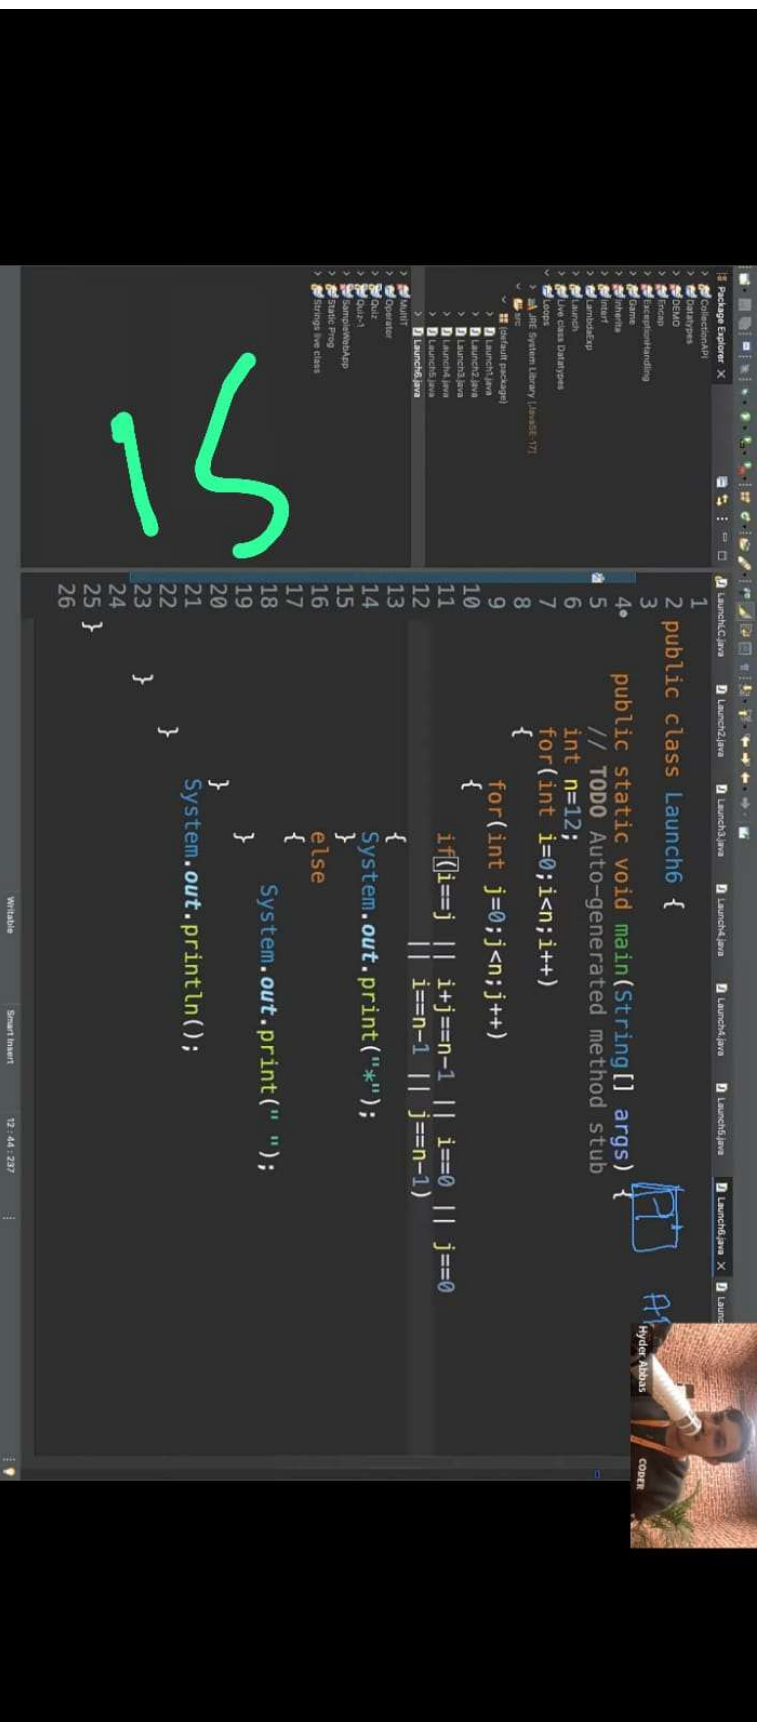 Package Explorer
CollectionAPI
Datatypes
DEMO
Encap
ExceptionHandling
Game
Inherita
Interf
LambdaExp
Launch
Live class Datatypes
Loops
JRE System Library [JavaSE-17]
src
(default package)
Launch1.java
Launch2.java
Launch3.java
Launch4.java
Launch5.java
Launch6.java
MultiT
Operator
Quiz
Quiz-1
SampleWebApp
Static Prog
Strings live class
15
LaunchLC.java Launch2.java Launch3.java Launch4.java Launch4.java Launch5.java Launch6.java
1
2 public class Launch6 {
3
4 public static void main(String[] args) {
5 // TODO Auto-generated method stub
6 int n=12;
7 for(int i=0;i<n;i++)
8 {
9 for(int j=0;j<n;j++)
10 {
11 if(i==j || i+j==n-1 || i==0 || j==0
12 || i==n-1 || j==n-1)
13 {
14 System.out.print("*");
15 }
16 else
17 {
18 System.out.print(" ");
19 }
20 }
21 System.out.println();
22 }
23 }
24
25 }
26
Hyder Abbas
CODER
Writable Smart Insert 12 : 44 : 237